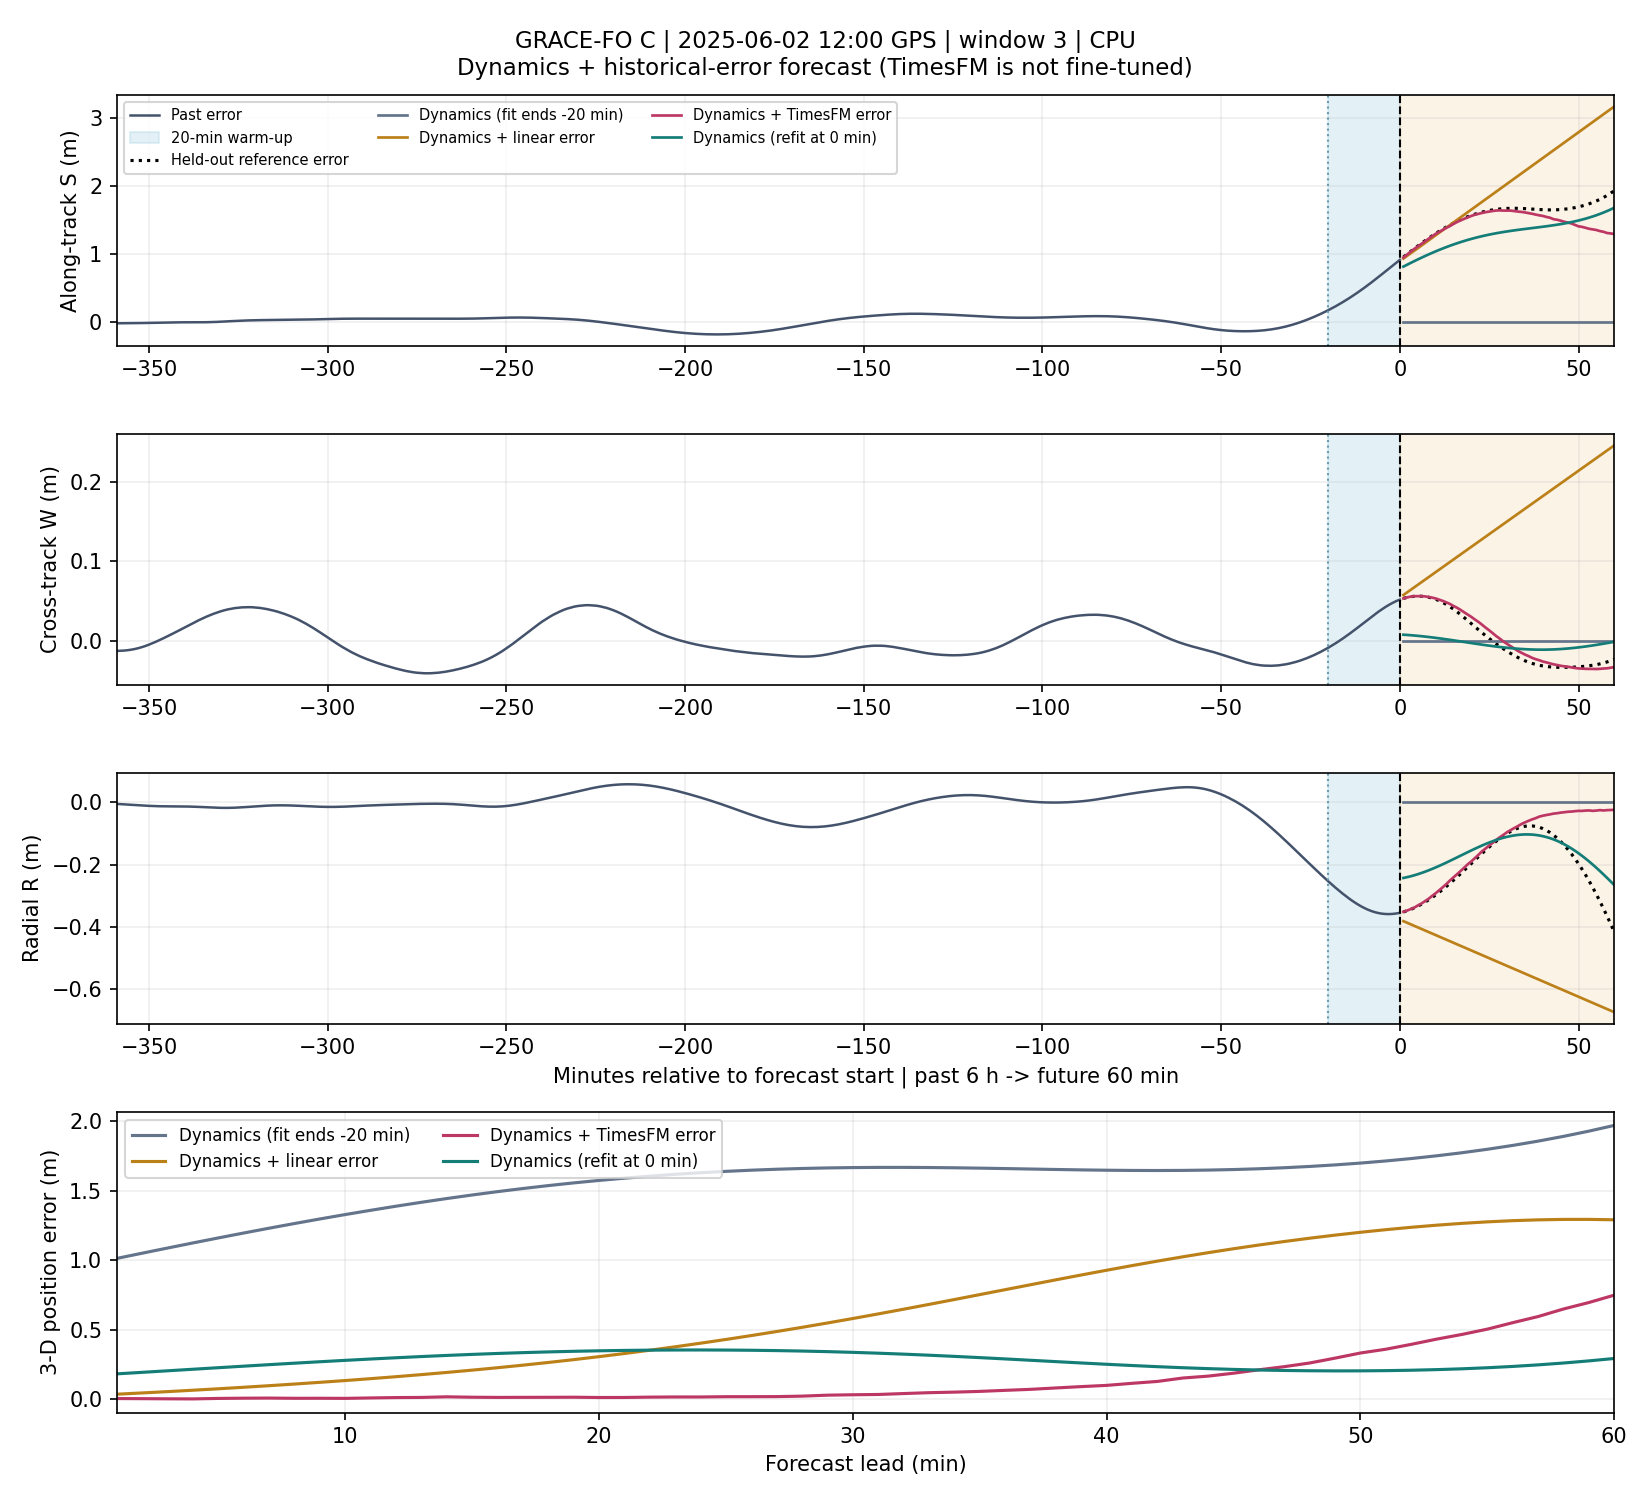 GRACE-FO C | 2025-06-02 12:00 GPS | window 3 | CPU
Dynamics + historical-error forecast (TimesFM is not fine-tuned)
Past error
20-min warm-up
Held-out reference error
Dynamics (fit ends -20 min)
Dynamics + linear error
Dynamics + TimesFM error
Dynamics (refit at 0 min)
Along-track S (m)
3
2
1
0
−350 −300 −250 −200 −150 −100 −50 0 50
Cross-track W (m)
0.2
0.1
0.0
−350 −300 −250 −200 −150 −100 −50 0 50
Radial R (m)
0.0
−0.2
−0.4
−0.6
−350 −300 −250 −200 −150 −100 −50 0 50
Minutes relative to forecast start | past 6 h -> future 60 min
Dynamics (fit ends -20 min)
Dynamics + linear error
Dynamics + TimesFM error
Dynamics (refit at 0 min)
3-D position error (m)
2.0
1.5
1.0
0.5
0.0
10 20 30 40 50 60
Forecast lead (min)